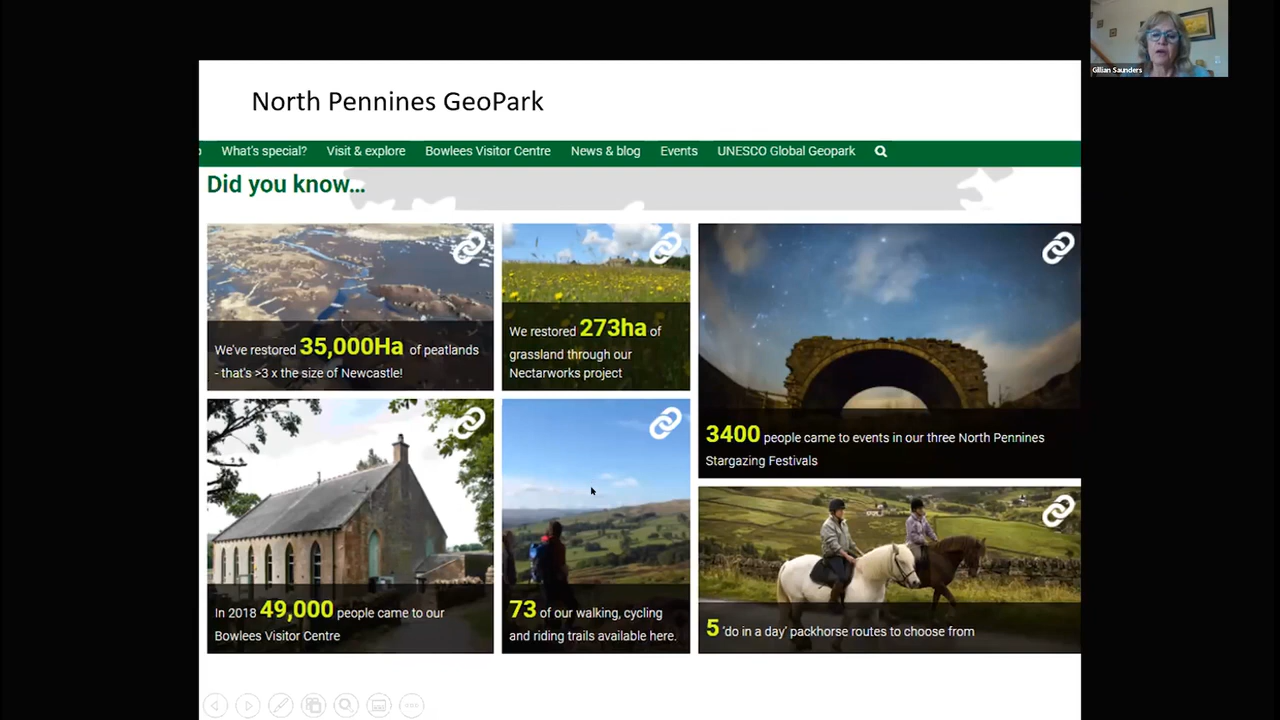 Gillian Saunders
North Pennines GeoPark
What's special? Visit & explore Bowlees Visitor Centre News & blog Events UNESCO Global Geopark
Did you know...
We've restored 35,000Ha of peatlands
- that's >3 x the size of Newcastle!
We restored 273ha of
grassland through our
Nectarworks project
3400 people came to events in our three North Pennines
Stargazing Festivals
In 2018 49,000 people came to our
Bowlees Visitor Centre
73 of our walking, cycling
and riding trails available here.
5 'do in a day' packhorse routes to choose from